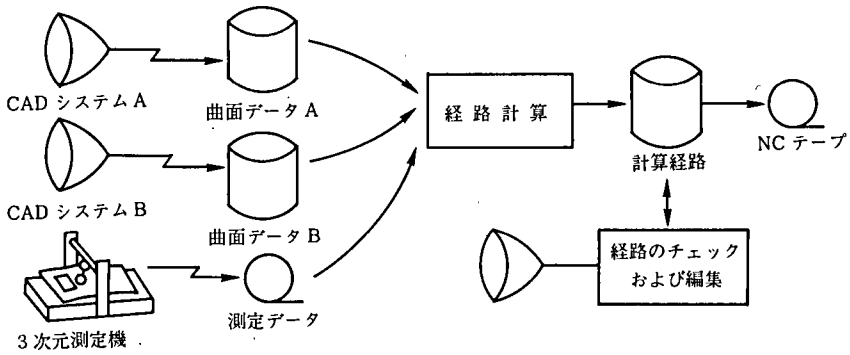 CAD システム A
曲面データ A
CAD システム B
曲面データ B
3 次元測定機
測定データ
経路計算
計算経路
NC テープ
経路のチェック
および編集